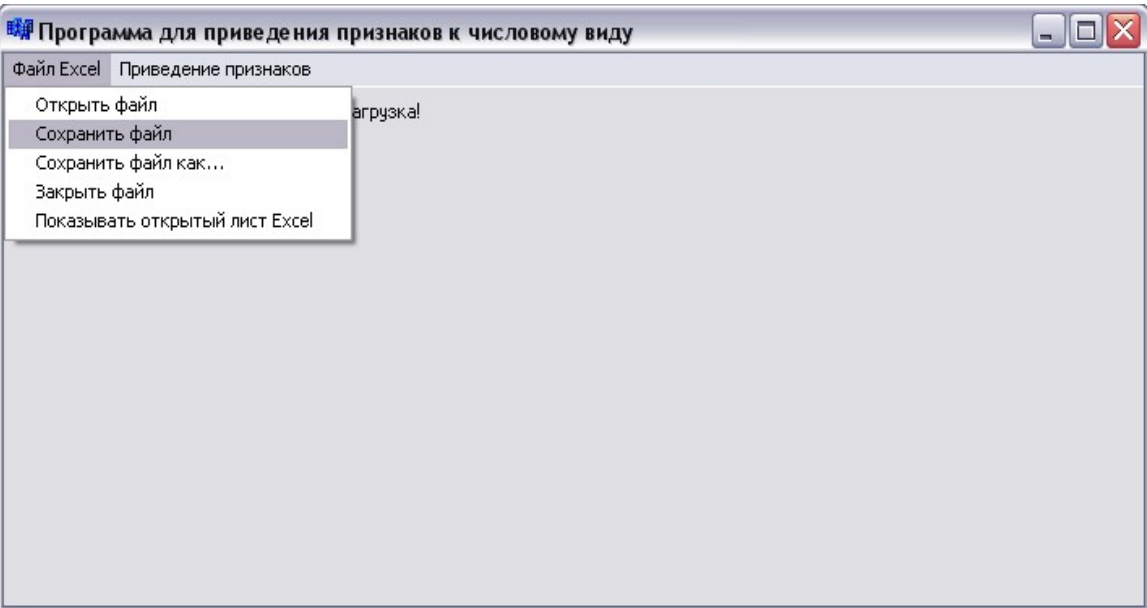 Программа для приведения признаков к числовому виду
Файл Excel Приведение признаков
Открыть файл
агрузка!
Сохранить файл
Сохранить файл как...
Закрыть файл
Показывать открытый лист Excel